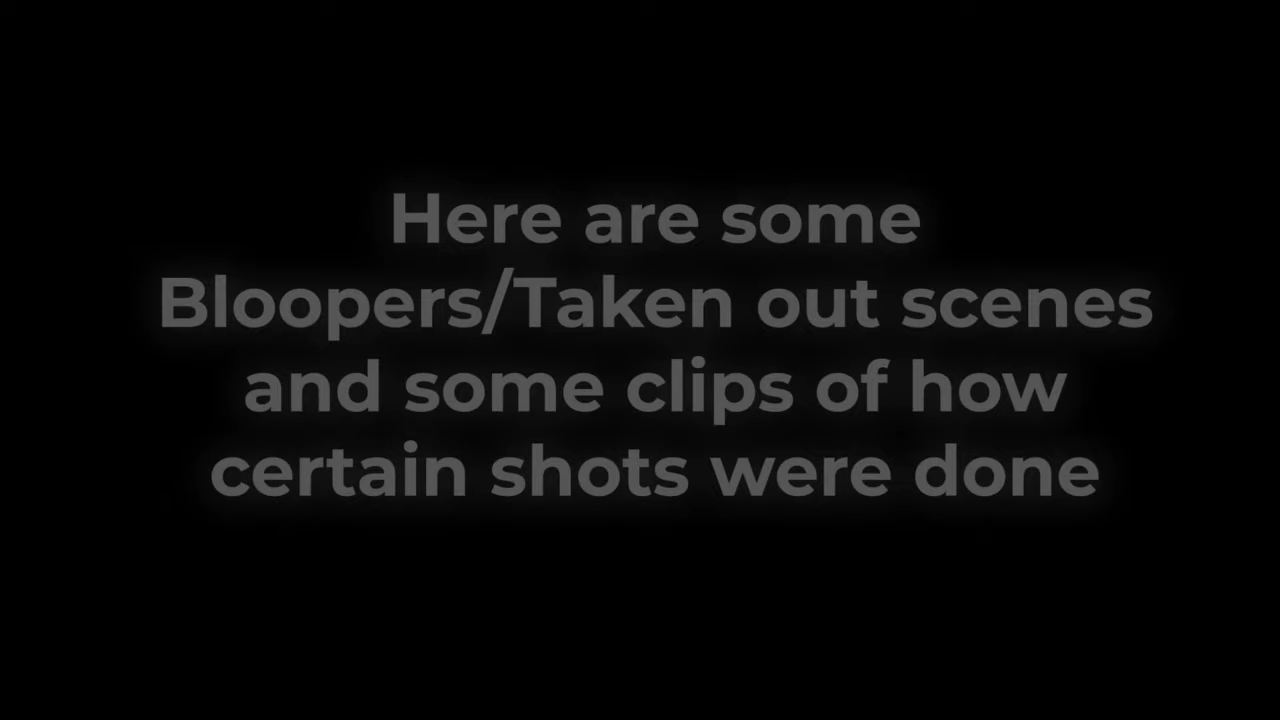 Here are some
Bloopers/Taken out scenes
and some clips of how
certain shots were done